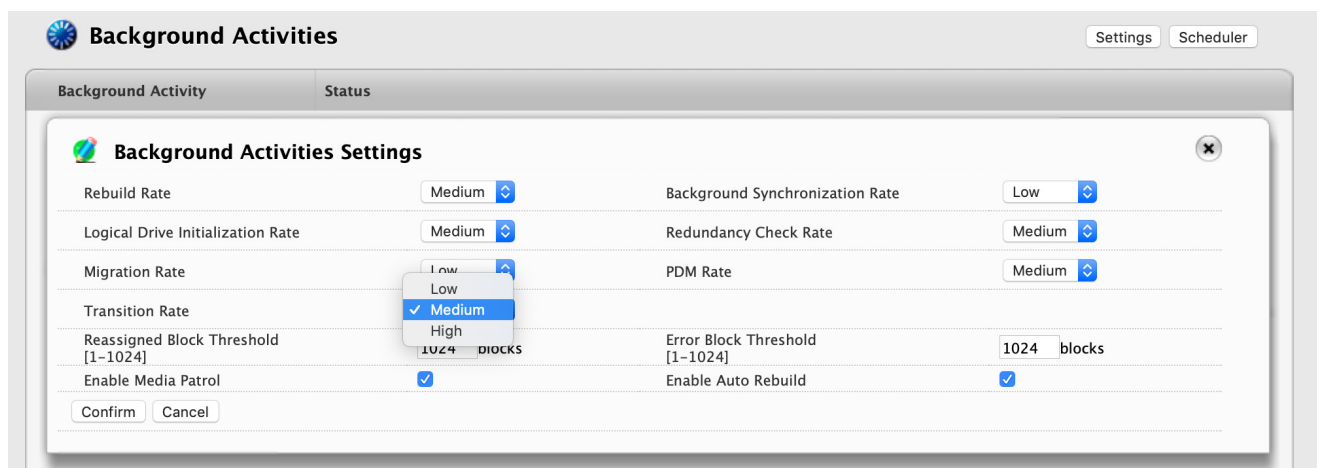 Background Activities
Settings Scheduler
Background Activity Status
Background Activities Settings
Rebuild Rate Medium Background Synchronization Rate Low
Logical Drive Initialization Rate Medium Redundancy Check Rate Medium
Migration Rate Low PDM Rate Medium
Low
Transition Rate Medium
High
Reassigned Block Threshold
[1-1024] 1024 blocks
Error Block Threshold
[1-1024] 1024 blocks
Enable Media Patrol Enable Auto Rebuild
Confirm Cancel